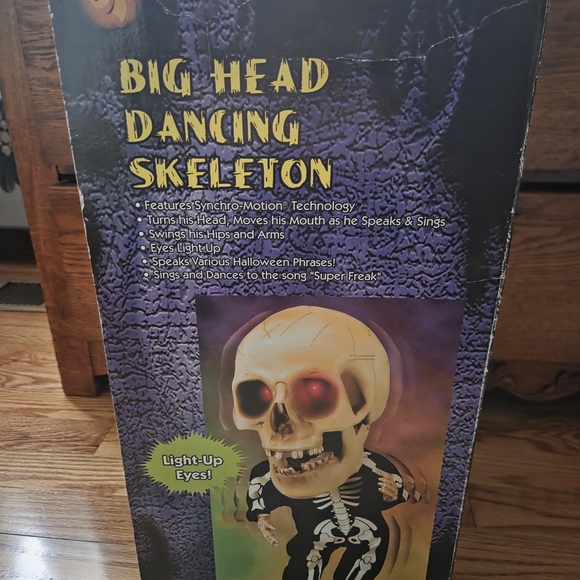 BIG HEAD
DANCING
SKELETON
• Features Synchro-Motion® Technology
• Turns his Head, Moves his Mouth as he Speaks & Sings
• Swings his Hips and Arms
• Eyes Light Up
• Speaks Various Halloween Phrases!
• Sings and Dances to the song "Super Freak"
Light-Up
Eyes!